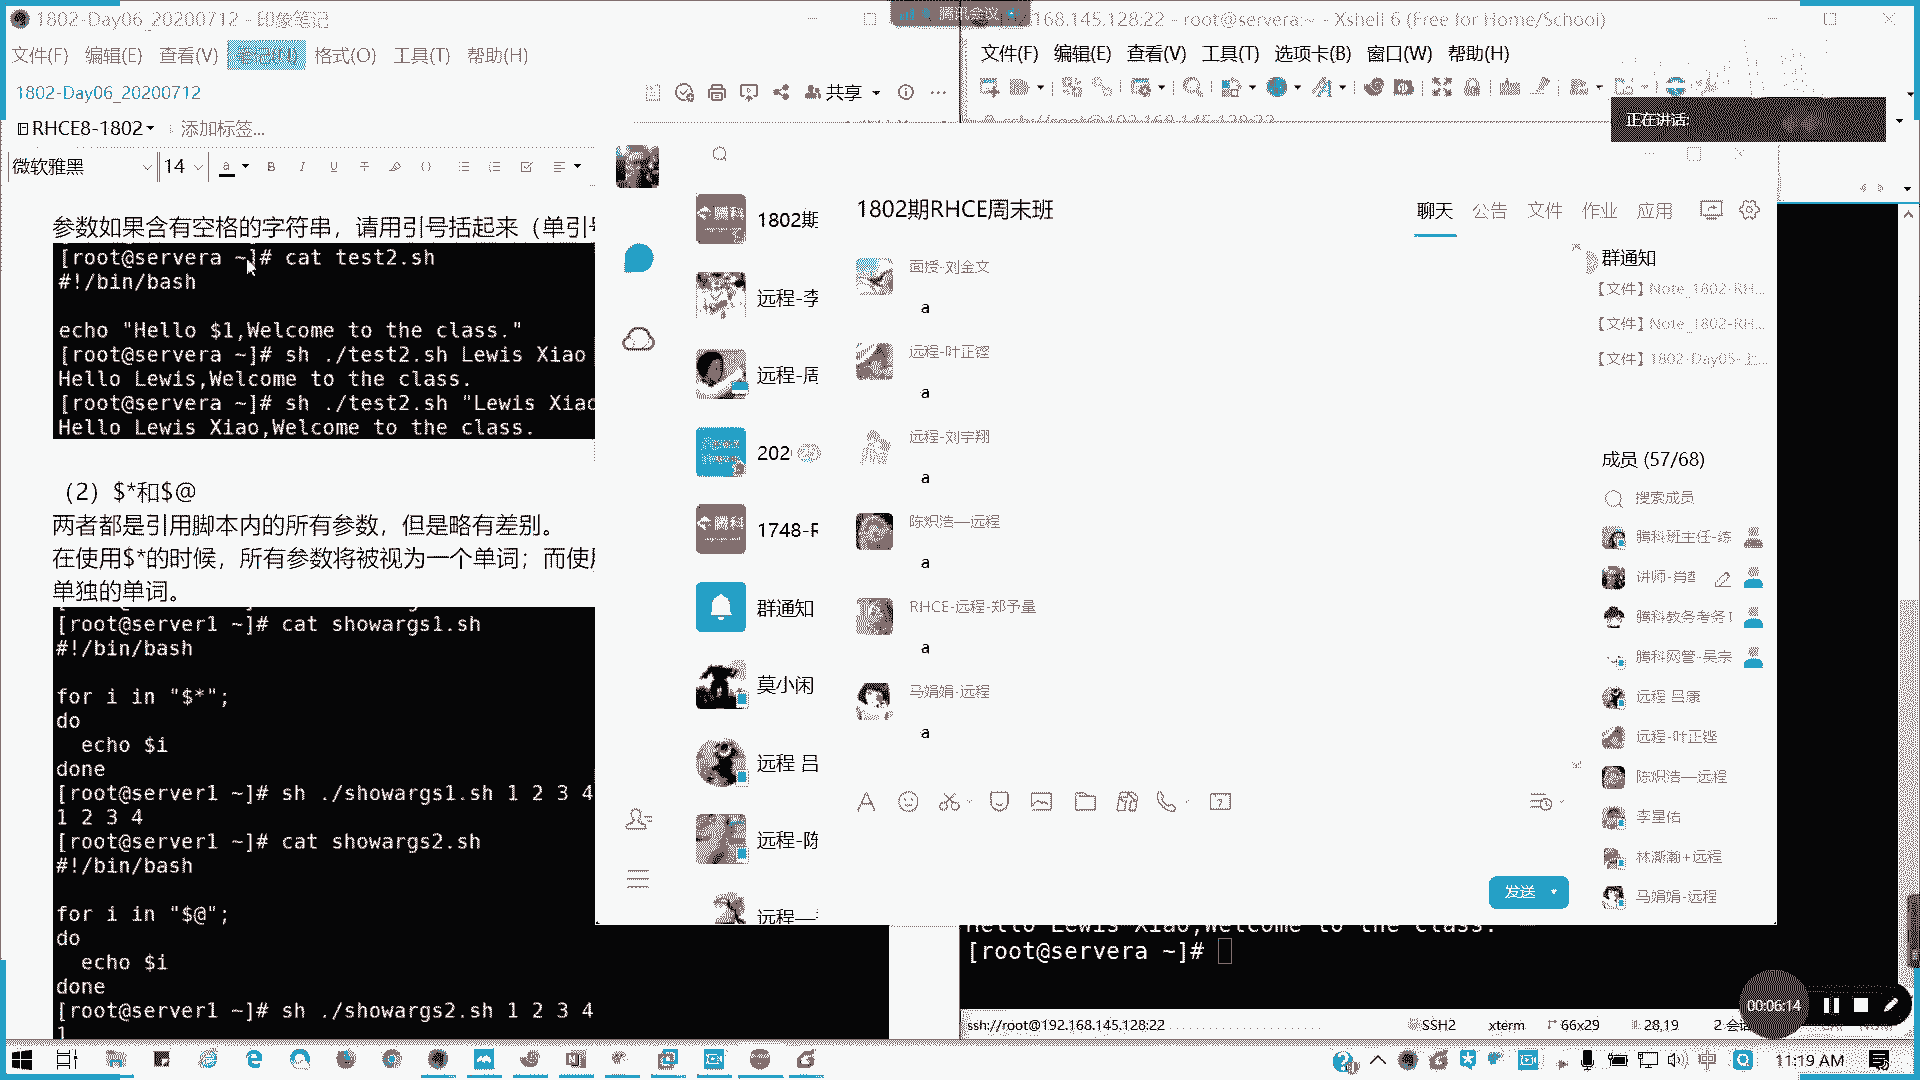 1802-Day06_20200712 - 印象笔记
文件(F) 编辑(E) 查看(V) 笔记(N) 格式(O) 工具(T) 帮助(H)
1802-Day06_20200712
共享
RHCE8-1802
添加标签...
微软雅黑 14
参数如果含有空格的字符串，请用引号括起来（单引号
[root@servera ~]# cat test2.sh
#!/bin/bash
echo "Hello $1,Welcome to the class."
[root@servera ~]# sh ./test2.sh Lewis Xiao
Hello Lewis,Welcome to the class.
[root@servera ~]# sh ./test2.sh "Lewis Xiao
Hello Lewis Xiao,Welcome to the class.
（2）$*和$@
两者都是引用脚本内的所有参数，但是略有差别。
在使用$*的时候，所有参数将被视为一个单词；而使用
单独的单词。
[root@server1 ~]# cat showargs1.sh
#!/bin/bash
for i in "$*";
do
echo $i
done
[root@server1 ~]# sh ./showargs1.sh 1 2 3 4
1 2 3 4
[root@server1 ~]# cat showargs2.sh
#!/bin/bash
for i in "$@";
do
echo $i
done
[root@server1 ~]# sh ./showargs2.sh 1 2 3 4
1
腾讯会议
.168.145.128:22 - root@servera:~ - Xshell 6 (Free for Home/School)
文件(F) 编辑(E) 查看(V) 工具(T) 选项卡(B) 窗口(W) 帮助(H)
ssh://root@192.168.145.128:22
正在讲话:
1802期
远程-李
远程-周
202
1748-R
群通知
莫小闲
远程 吕
远程-陈
远程—
1802期RHCE周末班
聊天 公告 文件 作业 应用
面授-刘金文
a
远程-叶正铿
a
远程-刘宇翔
a
陈炽浩—远程
a
RHCE-远程-郑予量
a
马娟娟-远程
a
发送
群通知
【文件】Note_1802-RH...
【文件】Note_1802-RH...
【文件】1802-Day05-上...
成员 (57/68)
搜索成员
腾科班主任-练
讲师-肖
腾科教务考务
腾科网管-吴宗
远程 吕康
远程-叶正铿
陈炽浩—远程
李星佑
林澌瀚+远程
马娟娟-远程
Hello Lewis Xiao,Welcome to the class.
[root@servera ~]#
00:06:14
ssh://root@192.168.145.128:22 SSH2 xterm 66x29 28,19 2 会话
中
11:19 AM